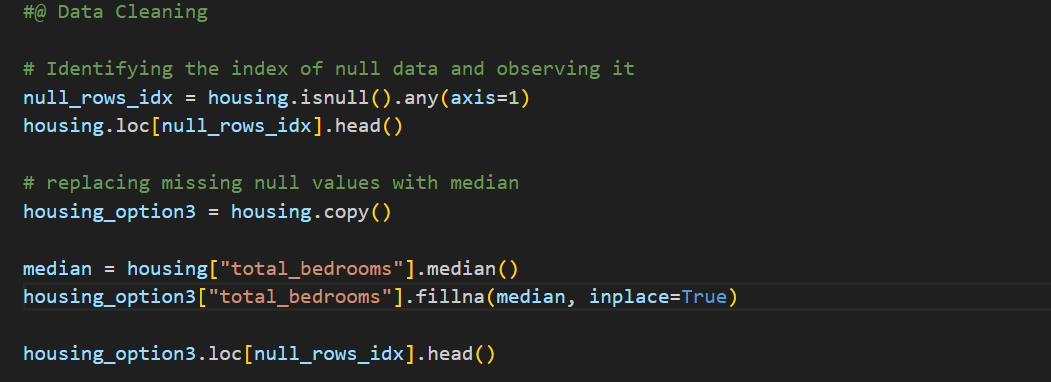 #@ Data Cleaning
# Identifying the index of null data and observing it
null_rows_idx = housing.isnull().any(axis=1)
housing.loc[null_rows_idx].head()
# replacing missing null values with median
housing_option3 = housing.copy()
median = housing["total_bedrooms"].median()
housing_option3["total_bedrooms"].fillna(median, inplace=True)
housing_option3.loc[null_rows_idx].head()